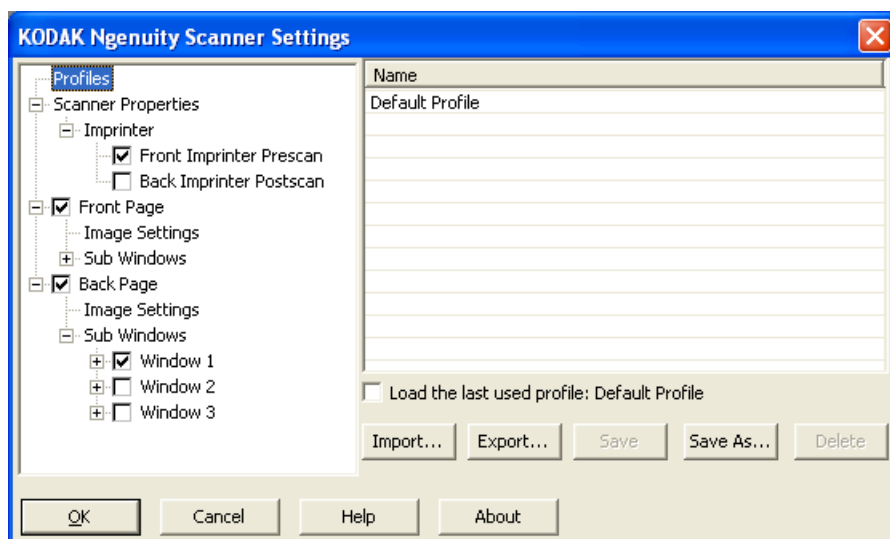 KODAK Ngenuity Scanner Settings
Profiles
Scanner Properties
Imprinter
Front Imprinter Prescan
Back Imprinter Postscan
Front Page
Image Settings
Sub Windows
Back Page
Image Settings
Sub Windows
Window 1
Window 2
Window 3
Name
Default Profile
Load the last used profile: Default Profile
Import...
Export...
Save
Save As...
Delete
OK
Cancel
Help
About